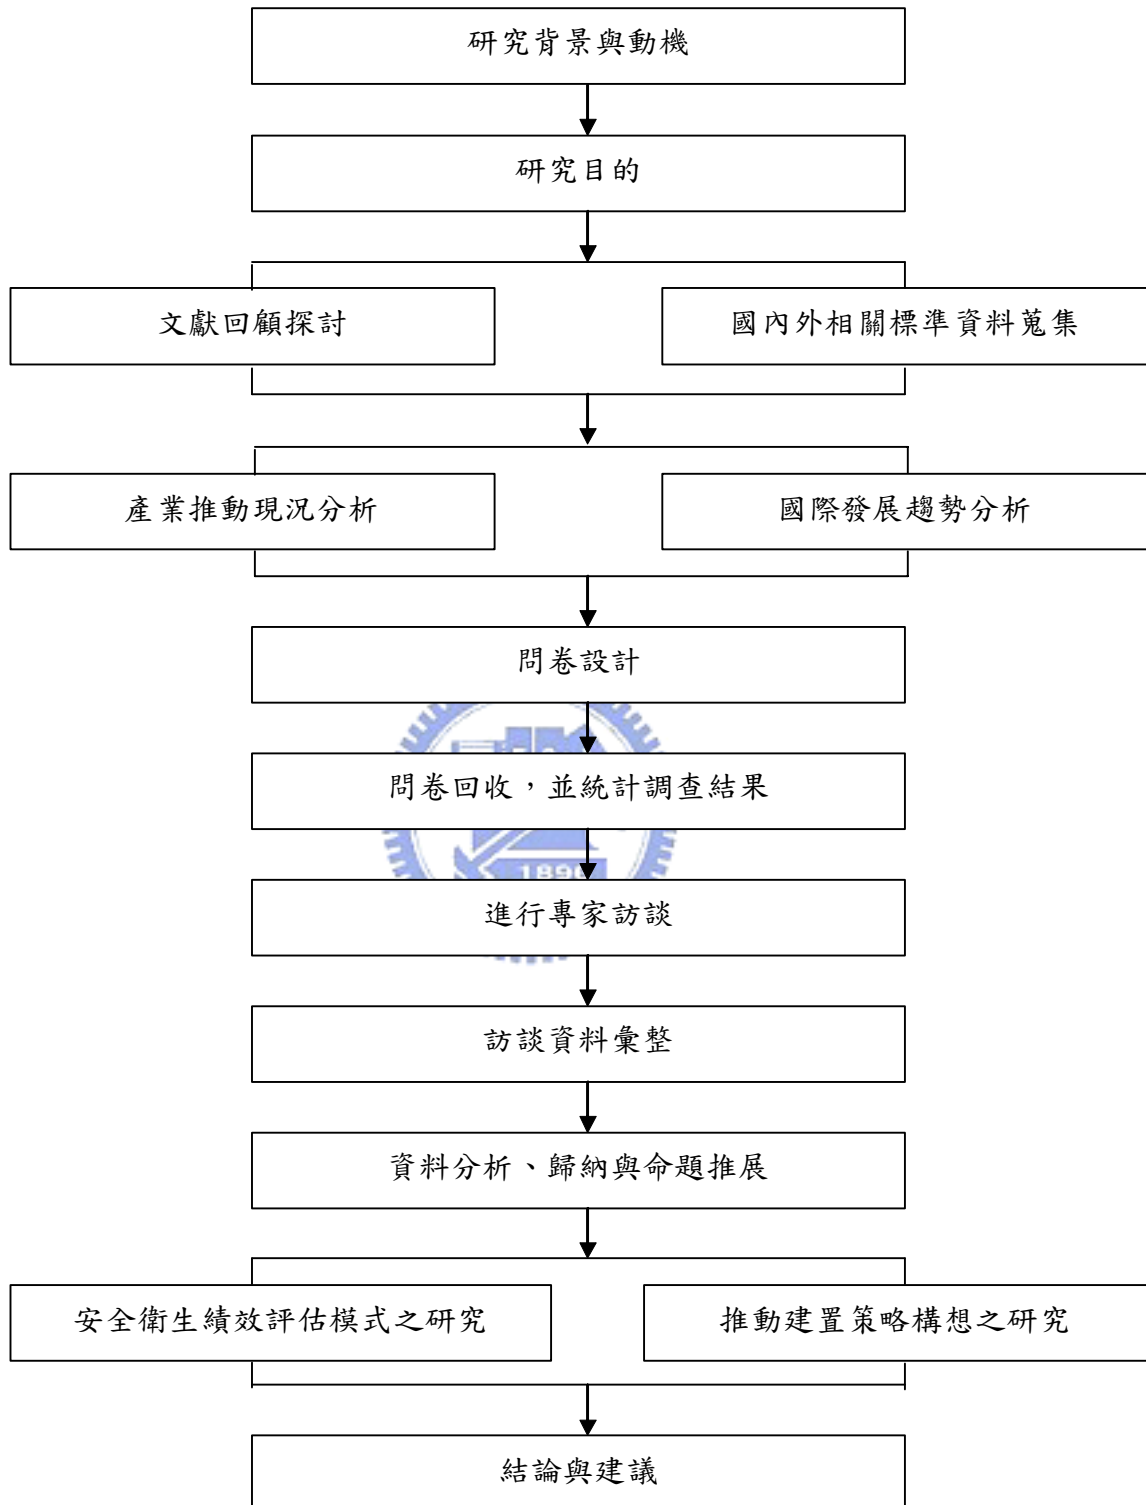 研究背景與動機
研究目的
文獻回顧探討
國內外相關標準資料蒐集
產業推動現況分析
國際發展趨勢分析
問卷設計
問卷回收，並統計調查結果
1896
進行專家訪談
訪談資料彙整
資料分析、歸納與命題推展
安全衛生績效評估模式之研究
推動建置策略構想之研究
結論與建議